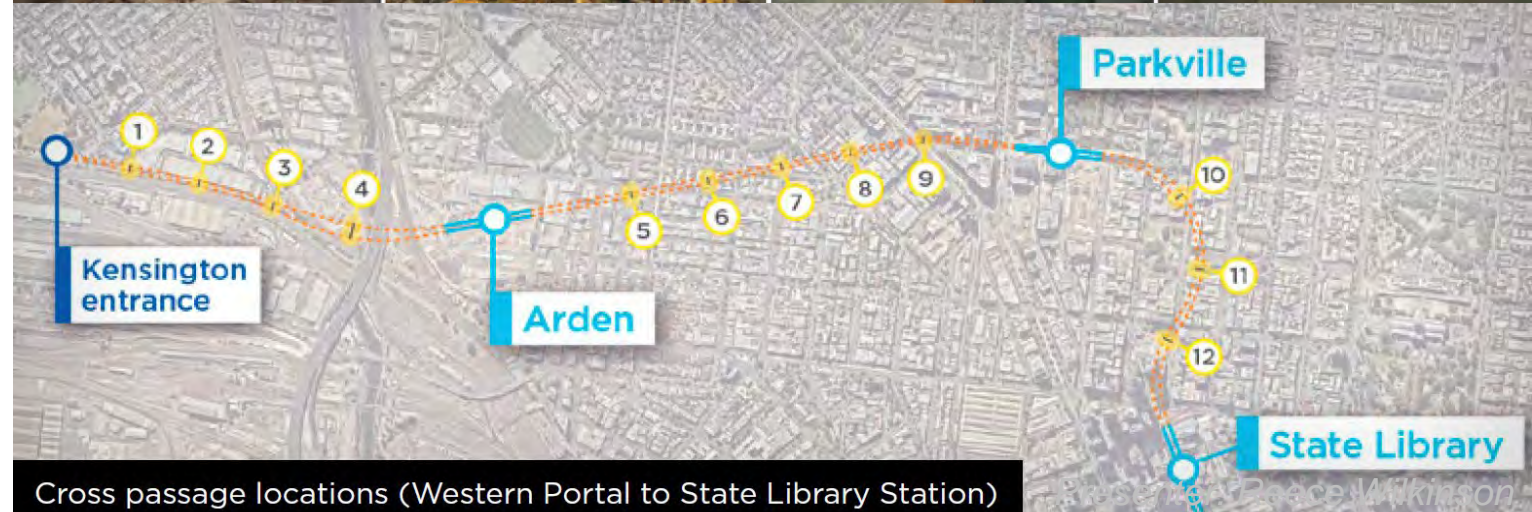 Parkville
1
2
3
4
5
6
7
8
9
10
11
12
Kensington
entrance
Arden
State Library
Cross passage locations (Western Portal to State Library Station)
Wilkinson